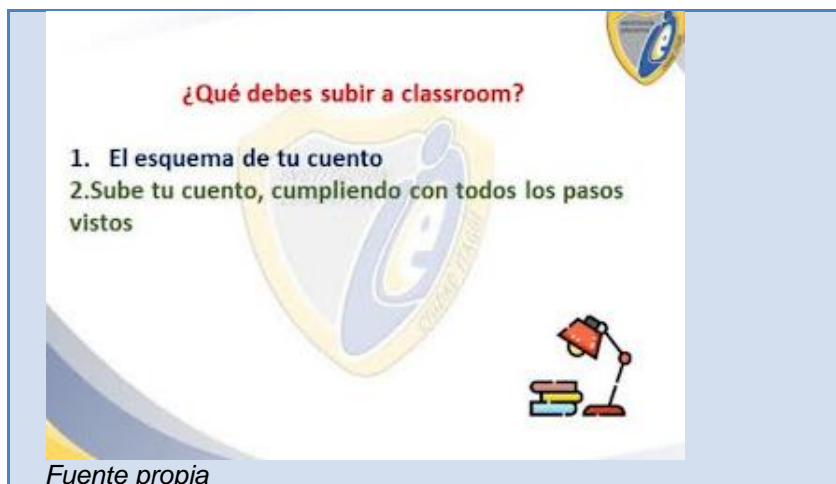 ¿Qué debes subir a classroom?
1. El esquema de tu cuento
2.Sube tu cuento, cumpliendo con todos los pasos
vistos
Fuente propia